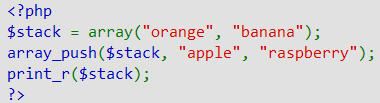 <?php
$stack = array("orange", "banana");
array_push($stack, "apple", "raspberry");
print_r($stack);
?>